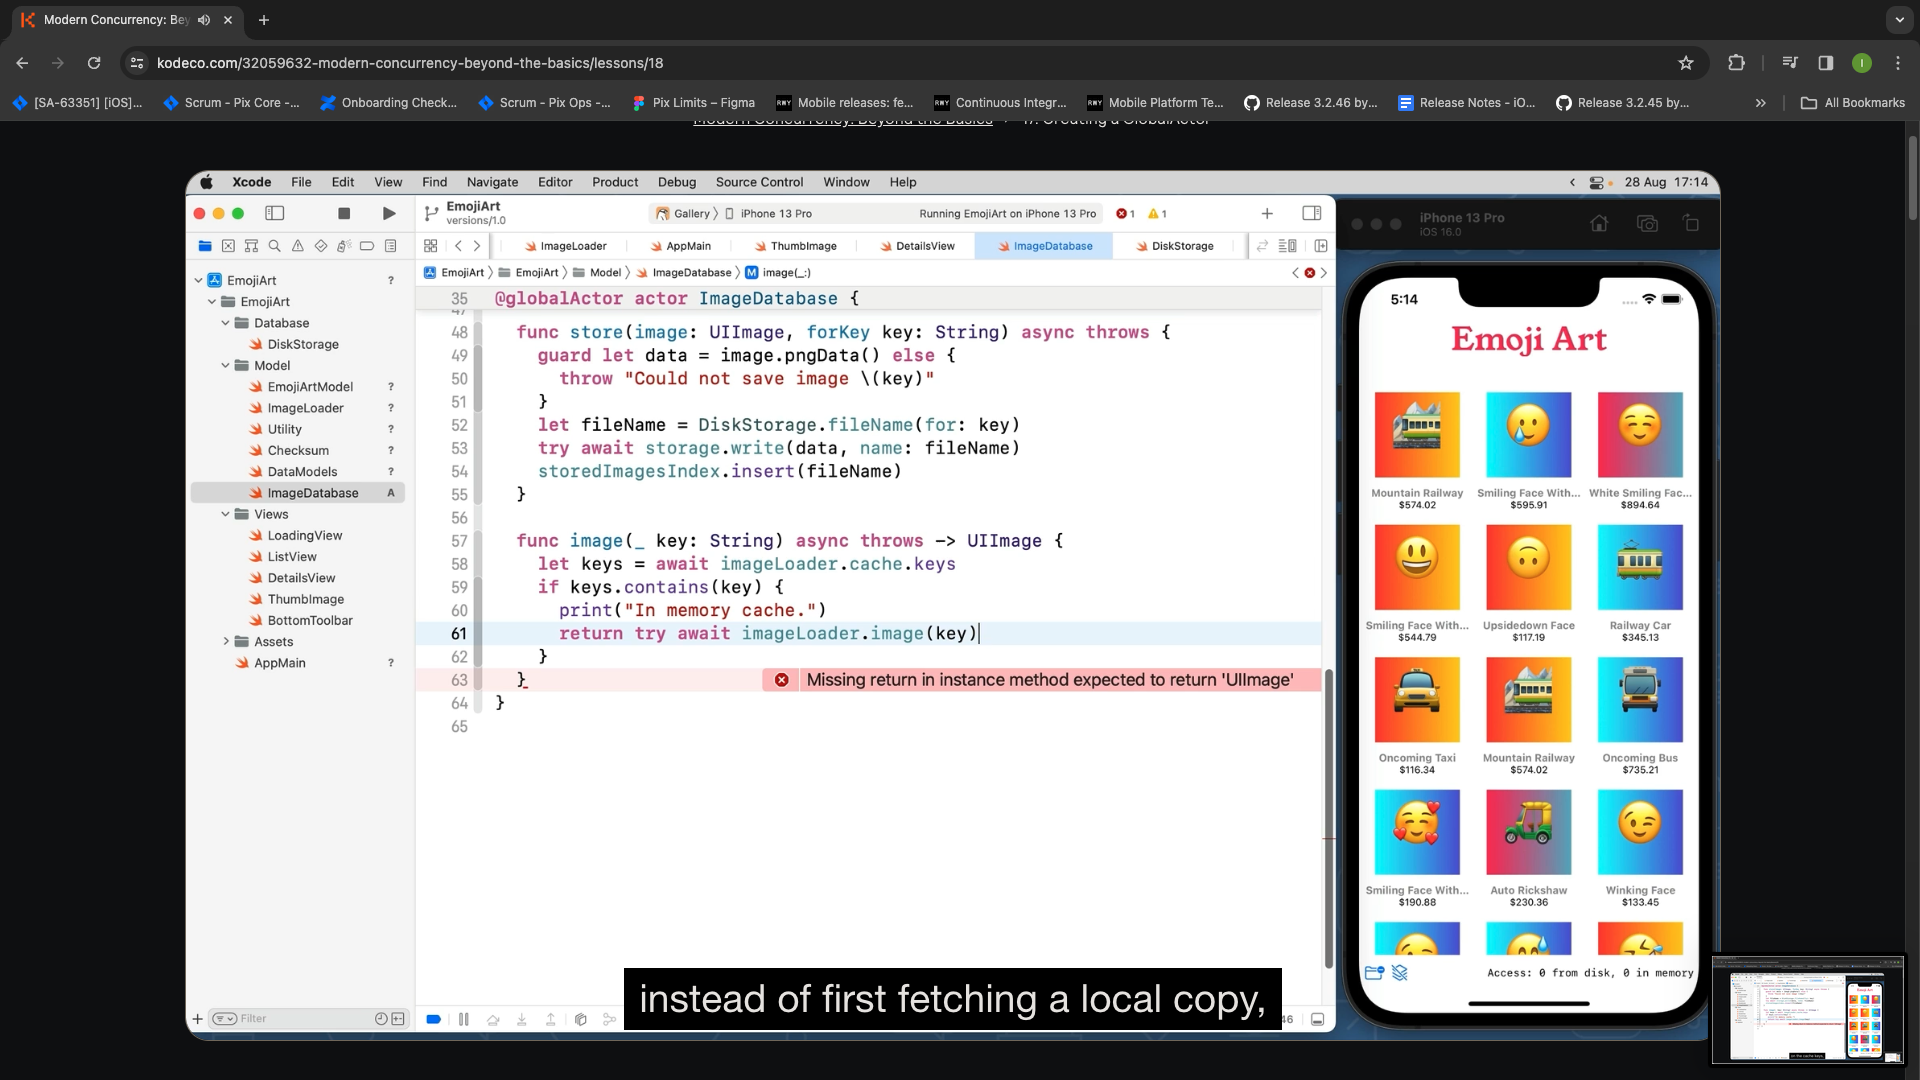 Modern Concurrency: Bey
kodeco.com/32059632-modern-concurrency-beyond-the-basics/lessons/18
[SA-63351] [iOS]...
Scrum - Pix Core -...
Onboarding Check...
Scrum - Pix Ops -...
Pix Limits – Figma
Mobile releases: fe...
Continuous Integr...
Mobile Platform Te...
Release 3.2.46 by...
Release Notes - iO...
Release 3.2.45 by...
All Bookmarks
Modern Concurrency: Beyond the Basics
17. Creating a GlobalActor
Xcode File Edit View Find Navigate Editor Product Debug Source Control Window Help
28 Aug 17:14
EmojiArt
versions/1.0
Gallery
iPhone 13 Pro
Running EmojiArt on iPhone 13 Pro
1
1
ImageLoader
AppMain
ThumbImage
DetailsView
ImageDatabase
DiskStorage
EmojiArt
EmojiArt
Model
ImageDatabase
M image(_:)
EmojiArt ?
EmojiArt
Database
DiskStorage
Model
EmojiArtModel ?
ImageLoader ?
Utility ?
Checksum ?
DataModels ?
ImageDatabase A
Views
LoadingView
ListView
DetailsView
ThumbImage
BottomToolbar
Assets
AppMain ?
Filter
35 @globalActor actor ImageDatabase {
47
48 func store(image: UIImage, forKey key: String) async throws {
49 guard let data = image.pngData() else {
50 throw "Could not save image \(key)"
51 }
52 let fileName = DiskStorage.fileName(for: key)
53 try await storage.write(data, name: fileName)
54 storedImagesIndex.insert(fileName)
55 }
56
57 func image(_ key: String) async throws -> UIImage {
58 let keys = await imageLoader.cache.keys
59 if keys.contains(key) {
60 print("In memory cache.")
61 return try await imageLoader.image(key)
62 }
63 } Missing return in instance method expected to return 'UIImage'
64 }
65
instead of first fetching a local copy,
46
iPhone 13 Pro
iOS 16.0
5:14
Emoji Art
Mountain Railway
$574.02
Smiling Face With...
$595.91
White Smiling Fac...
$894.64
Smiling Face With...
$544.79
Upsidedown Face
$117.19
Railway Car
$345.13
Oncoming Taxi
$116.34
Mountain Railway
$574.02
Oncoming Bus
$735.21
Smiling Face With...
$190.88
Auto Rickshaw
$230.36
Winking Face
$133.45
Access: 0 from disk, 0 in memory